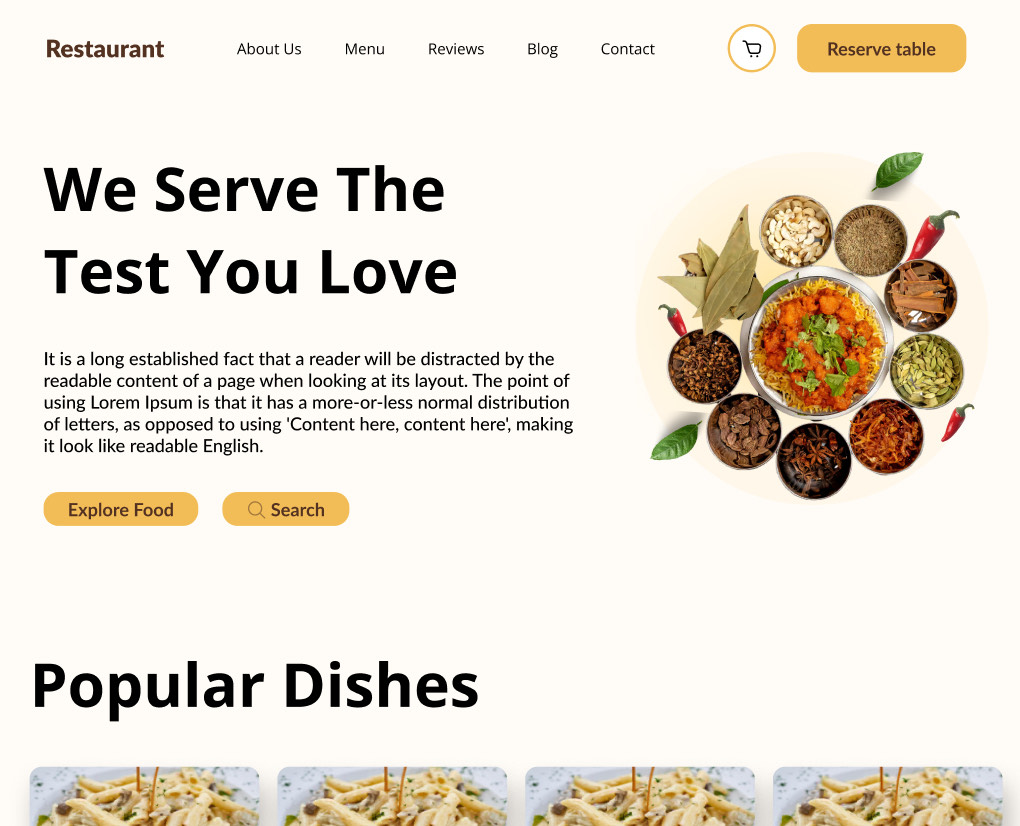 Restaurant
About Us
Menu
Reviews
Blog
Contact
Reserve table
We Serve The
Test You Love
It is a long established fact that a reader will be distracted by the
readable content of a page when looking at its layout. The point of
using Lorem Ipsum is that it has a more-or-less normal distribution
of letters, as opposed to using 'Content here, content here', making
it look like readable English.
Explore Food
Search
Popular Dishes